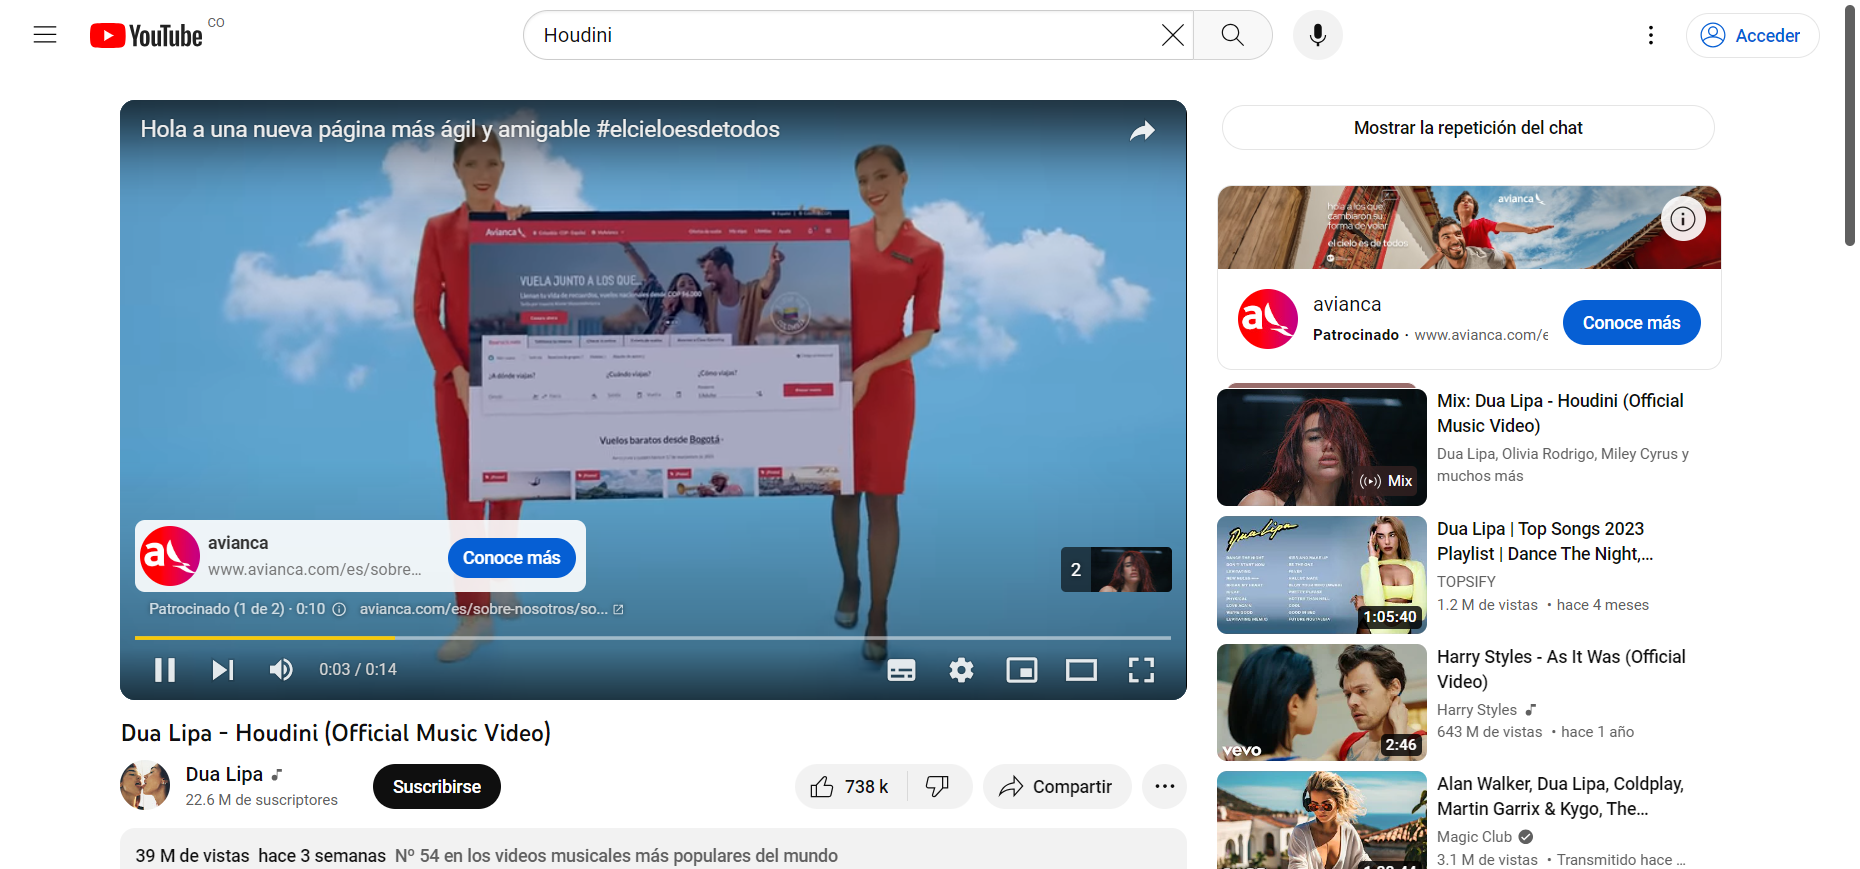 YouTube
CO
Houdini
Acceder
Hola a una nueva página más ágil y amigable #elcieloesdetodos
Avianca
VUELA JUNTO A LOS QUE...
¿A dónde viajas?
¿Cuándo viajas?
¿Cómo viajas?
Vuelos baratos desde Bogotá
avianca
www.avianca.com/es/sobre...
Conoce más
2
Patrocinado (1 de 2) · 0:10
avianca.com/es/sobre-nosotros/so...
0:03 / 0:14
Dua Lipa - Houdini (Official Music Video)
Dua Lipa
22.6 M de suscriptores
Suscribirse
738 k
Compartir
39 M de vistas hace 3 semanas Nº 54 en los videos musicales más populares del mundo
Mostrar la repetición del chat
hola a los que
cambiaron su
forma de volar
el cielo es de todos
avianca
avianca
Patrocinado · www.avianca.com/e
Conoce más
Mix
Mix: Dua Lipa - Houdini (Official
Music Video)
Dua Lipa, Olivia Rodrigo, Miley Cyrus y
muchos más
Dua Lipa
1:05:40
Dua Lipa | Top Songs 2023
Playlist | Dance The Night,...
TOPSIFY
1.2 M de vistas • hace 4 meses
vevo
2:46
Harry Styles - As It Was (Official
Video)
Harry Styles
643 M de vistas • hace 1 año
Alan Walker, Dua Lipa, Coldplay,
Martin Garrix & Kygo, The...
Magic Club
3.1 M de vistas • Transmitido hace ...